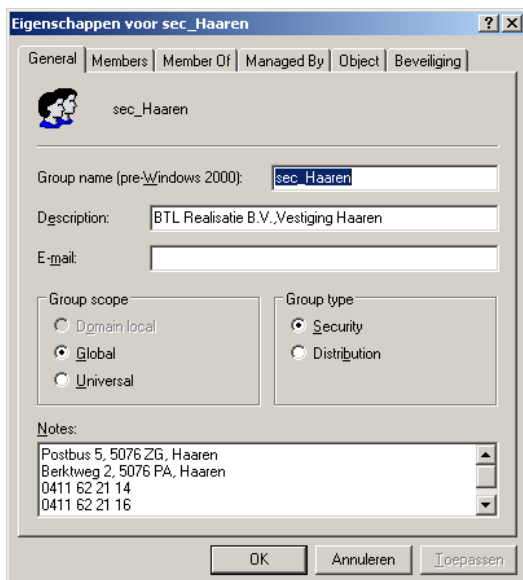 Eigenschappen voor sec_Haaren
General Members Member Of Managed By Object Beveiliging
sec_Haaren
Group name (pre-Windows 2000): sec_Haaren
Description: BTL Realisatie B.V.,Vestiging Haaren
E-mail:
Group scope
Domain local
Global
Universal
Group type
Security
Distribution
Notes:
Postbus 5, 5076 ZG, Haaren
Berktweg 2, 5076 PA, Haaren
0411 62 21 14
0411 62 21 16
OK Annuleren Toepassen